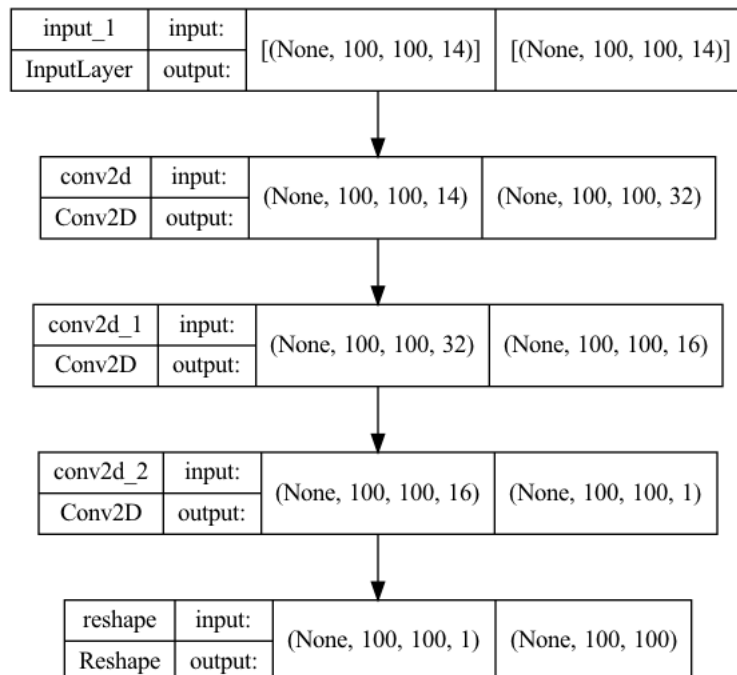 input_1 input: [(None, 100, 100, 14)] [(None, 100, 100, 14)]
InputLayer output:
conv2d input: (None, 100, 100, 14) (None, 100, 100, 32)
Conv2D output:
conv2d_1 input: (None, 100, 100, 32) (None, 100, 100, 16)
Conv2D output:
conv2d_2 input: (None, 100, 100, 16) (None, 100, 100, 1)
Conv2D output:
reshape input: (None, 100, 100, 1) (None, 100, 100)
Reshape output: